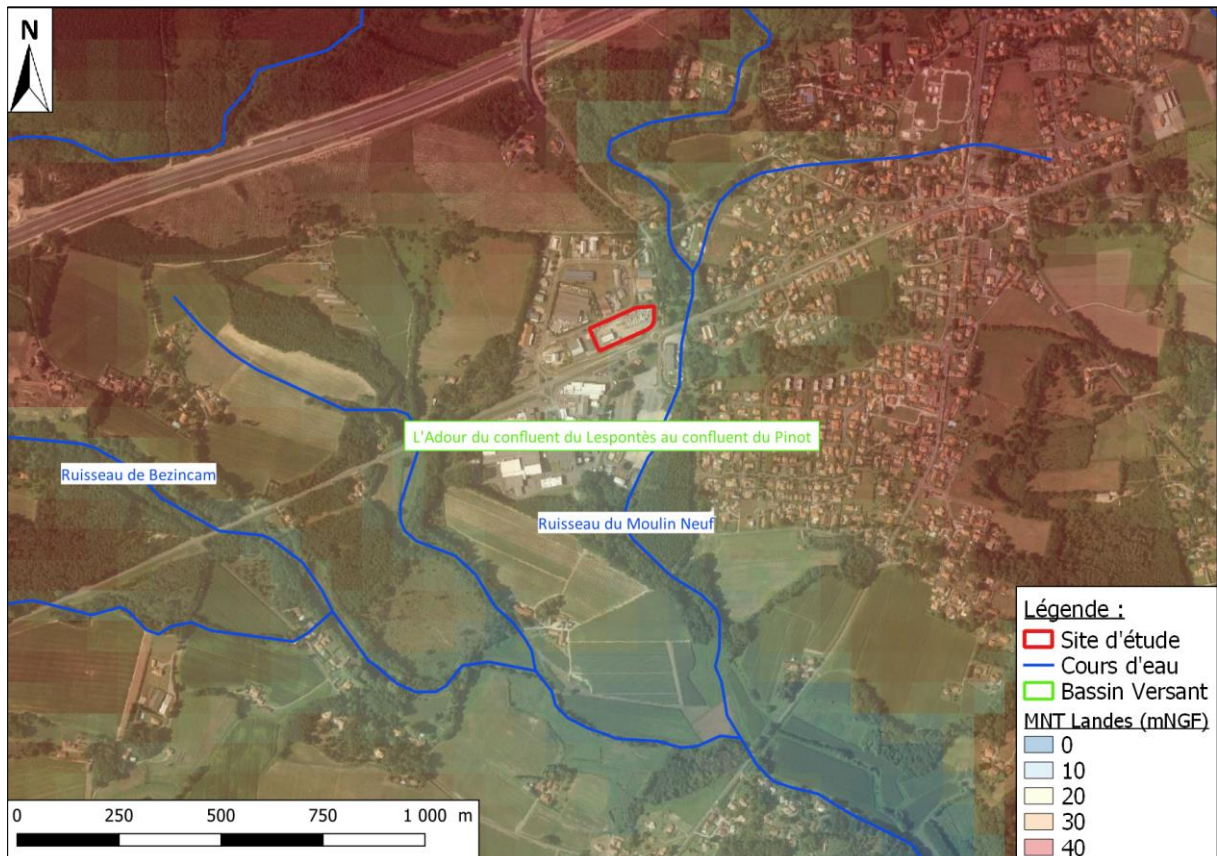 N
L'Adour du confluent du Lespontès au confluent du Pinot
Ruisseau de Bezincam
Ruisseau du Moulin Neuf
Légende :
Site d'étude
Cours d'eau
Bassin Versant
MNT Landes (mNGF)
0
10
20
30
40
0 250 500 750 1 000 m